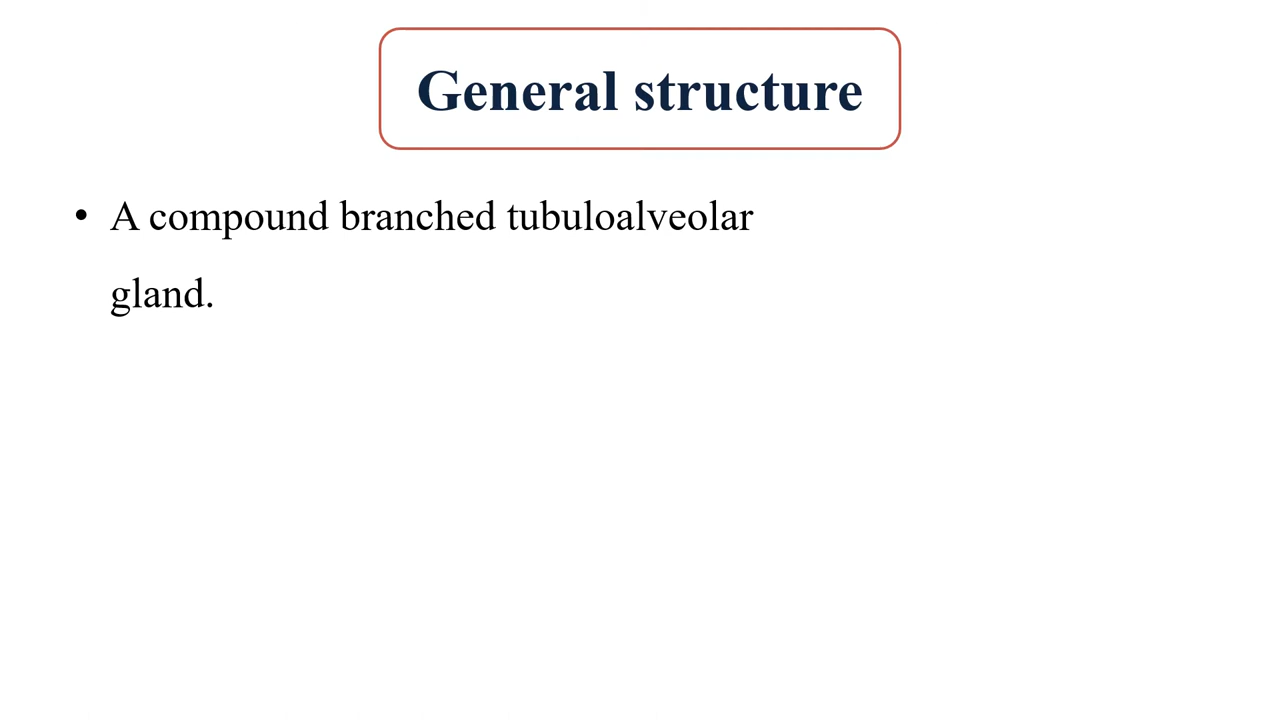 General structure
• A compound branched tubuloalveolar
gland.